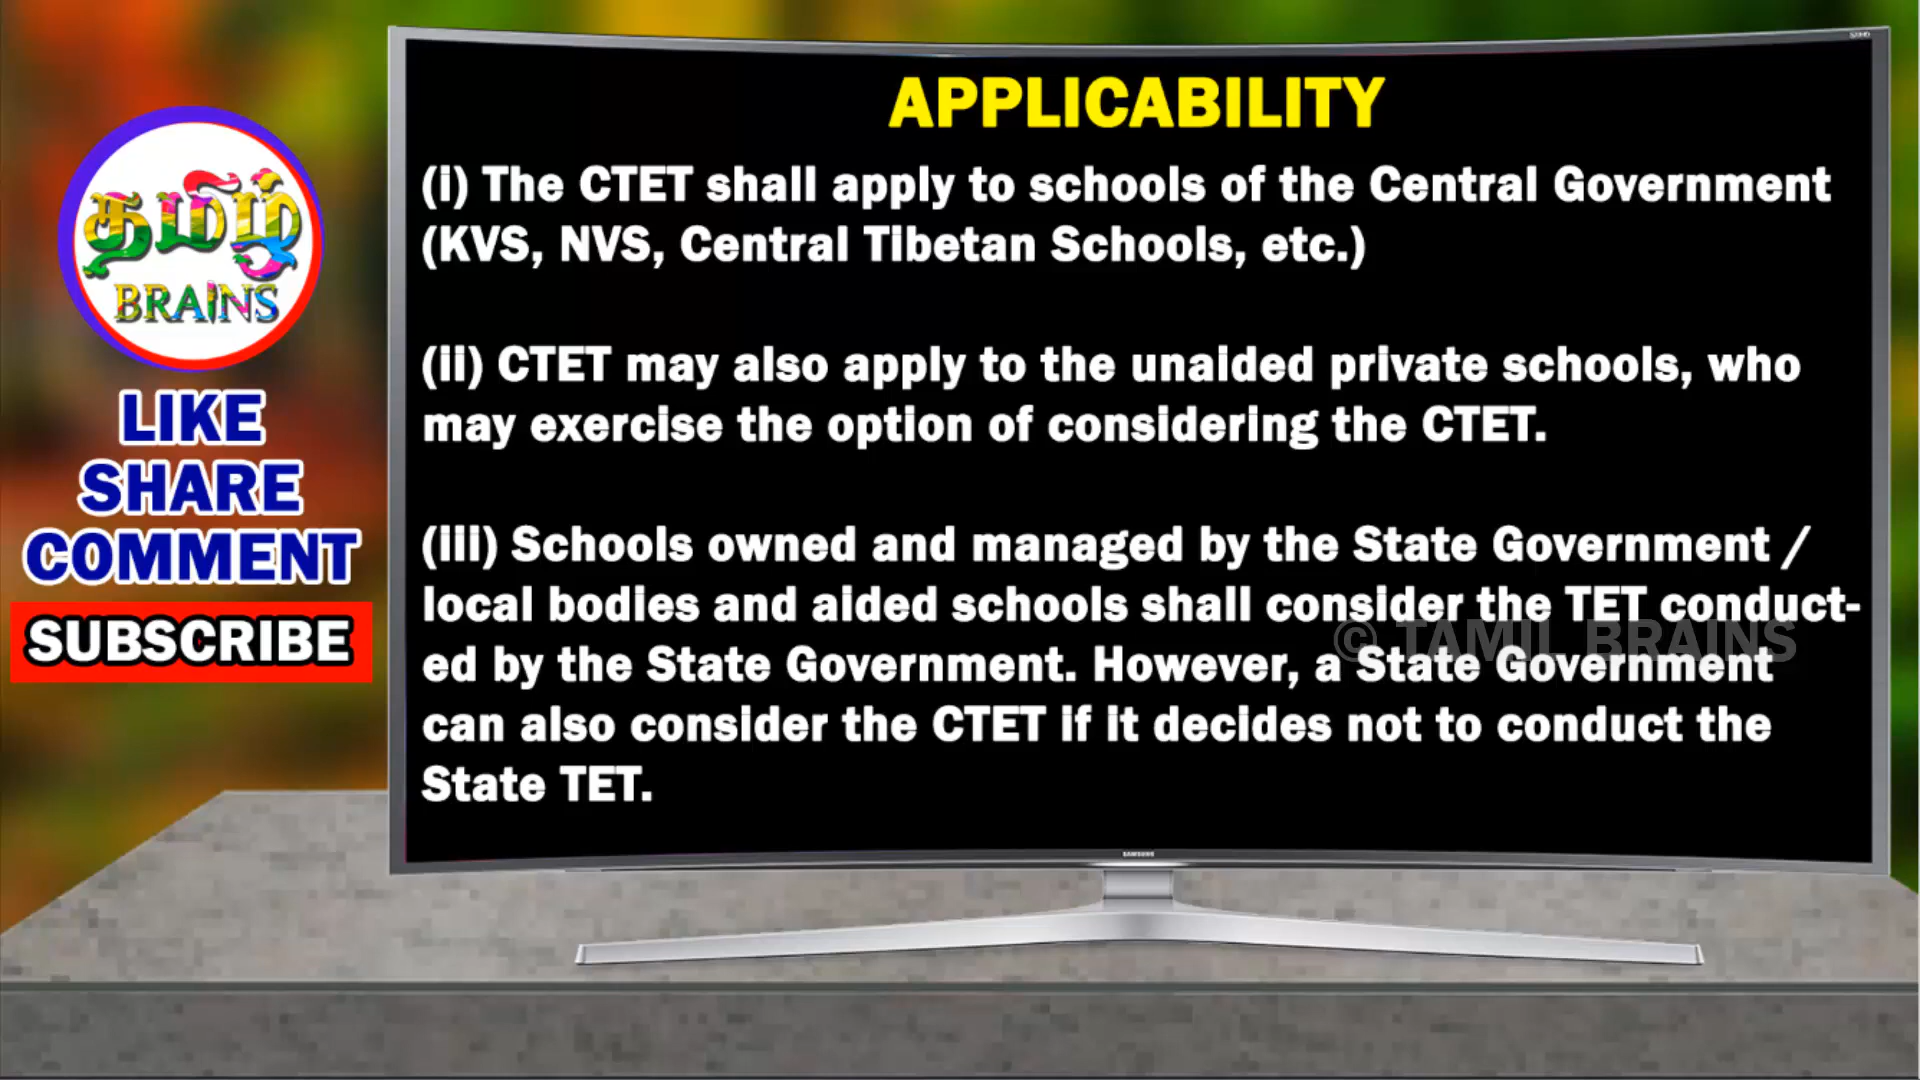 தமிழ்
BRAINS
LIKE
SHARE
COMMENT
SUBSCRIBE
APPLICABILITY
(i) The CTET shall apply to schools of the Central Government
(KVS, NVS, Central Tibetan Schools, etc.)
(ii) CTET may also apply to the unaided private schools, who
may exercise the option of considering the CTET.
(iii) Schools owned and managed by the State Government /
local bodies and aided schools shall consider the TET conduct-
ed by the State Government. However, a State Government
can also consider the CTET if it decides not to conduct the
State TET.
© TAMIL BRAINS
SAMSUNG